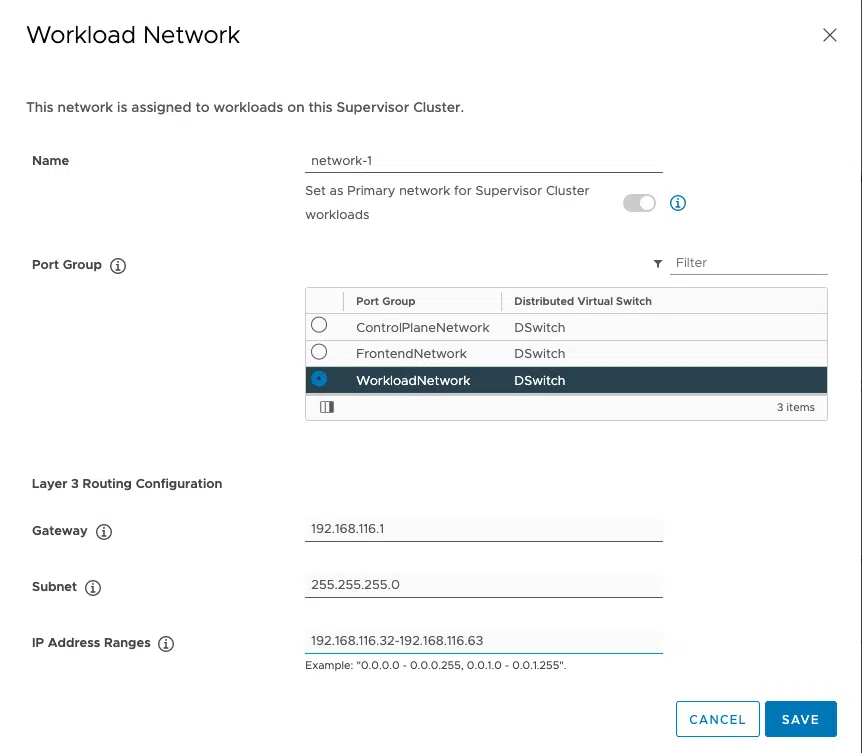 Workload Network
This network is assigned to workloads on this Supervisor Cluster.
Name
network-1
Set as Primary network for Supervisor Cluster
workloads
Port Group
Filter
Port Group Distributed Virtual Switch
ControlPlaneNetwork DSwitch
FrontendNetwork DSwitch
WorkloadNetwork DSwitch
3 items
Layer 3 Routing Configuration
Gateway
192.168.116.1
Subnet
255.255.255.0
IP Address Ranges
192.168.116.32-192.168.116.63
Example: "0.0.0.0 - 0.0.0.255, 0.0.1.0 - 0.0.1.255".
CANCEL SAVE